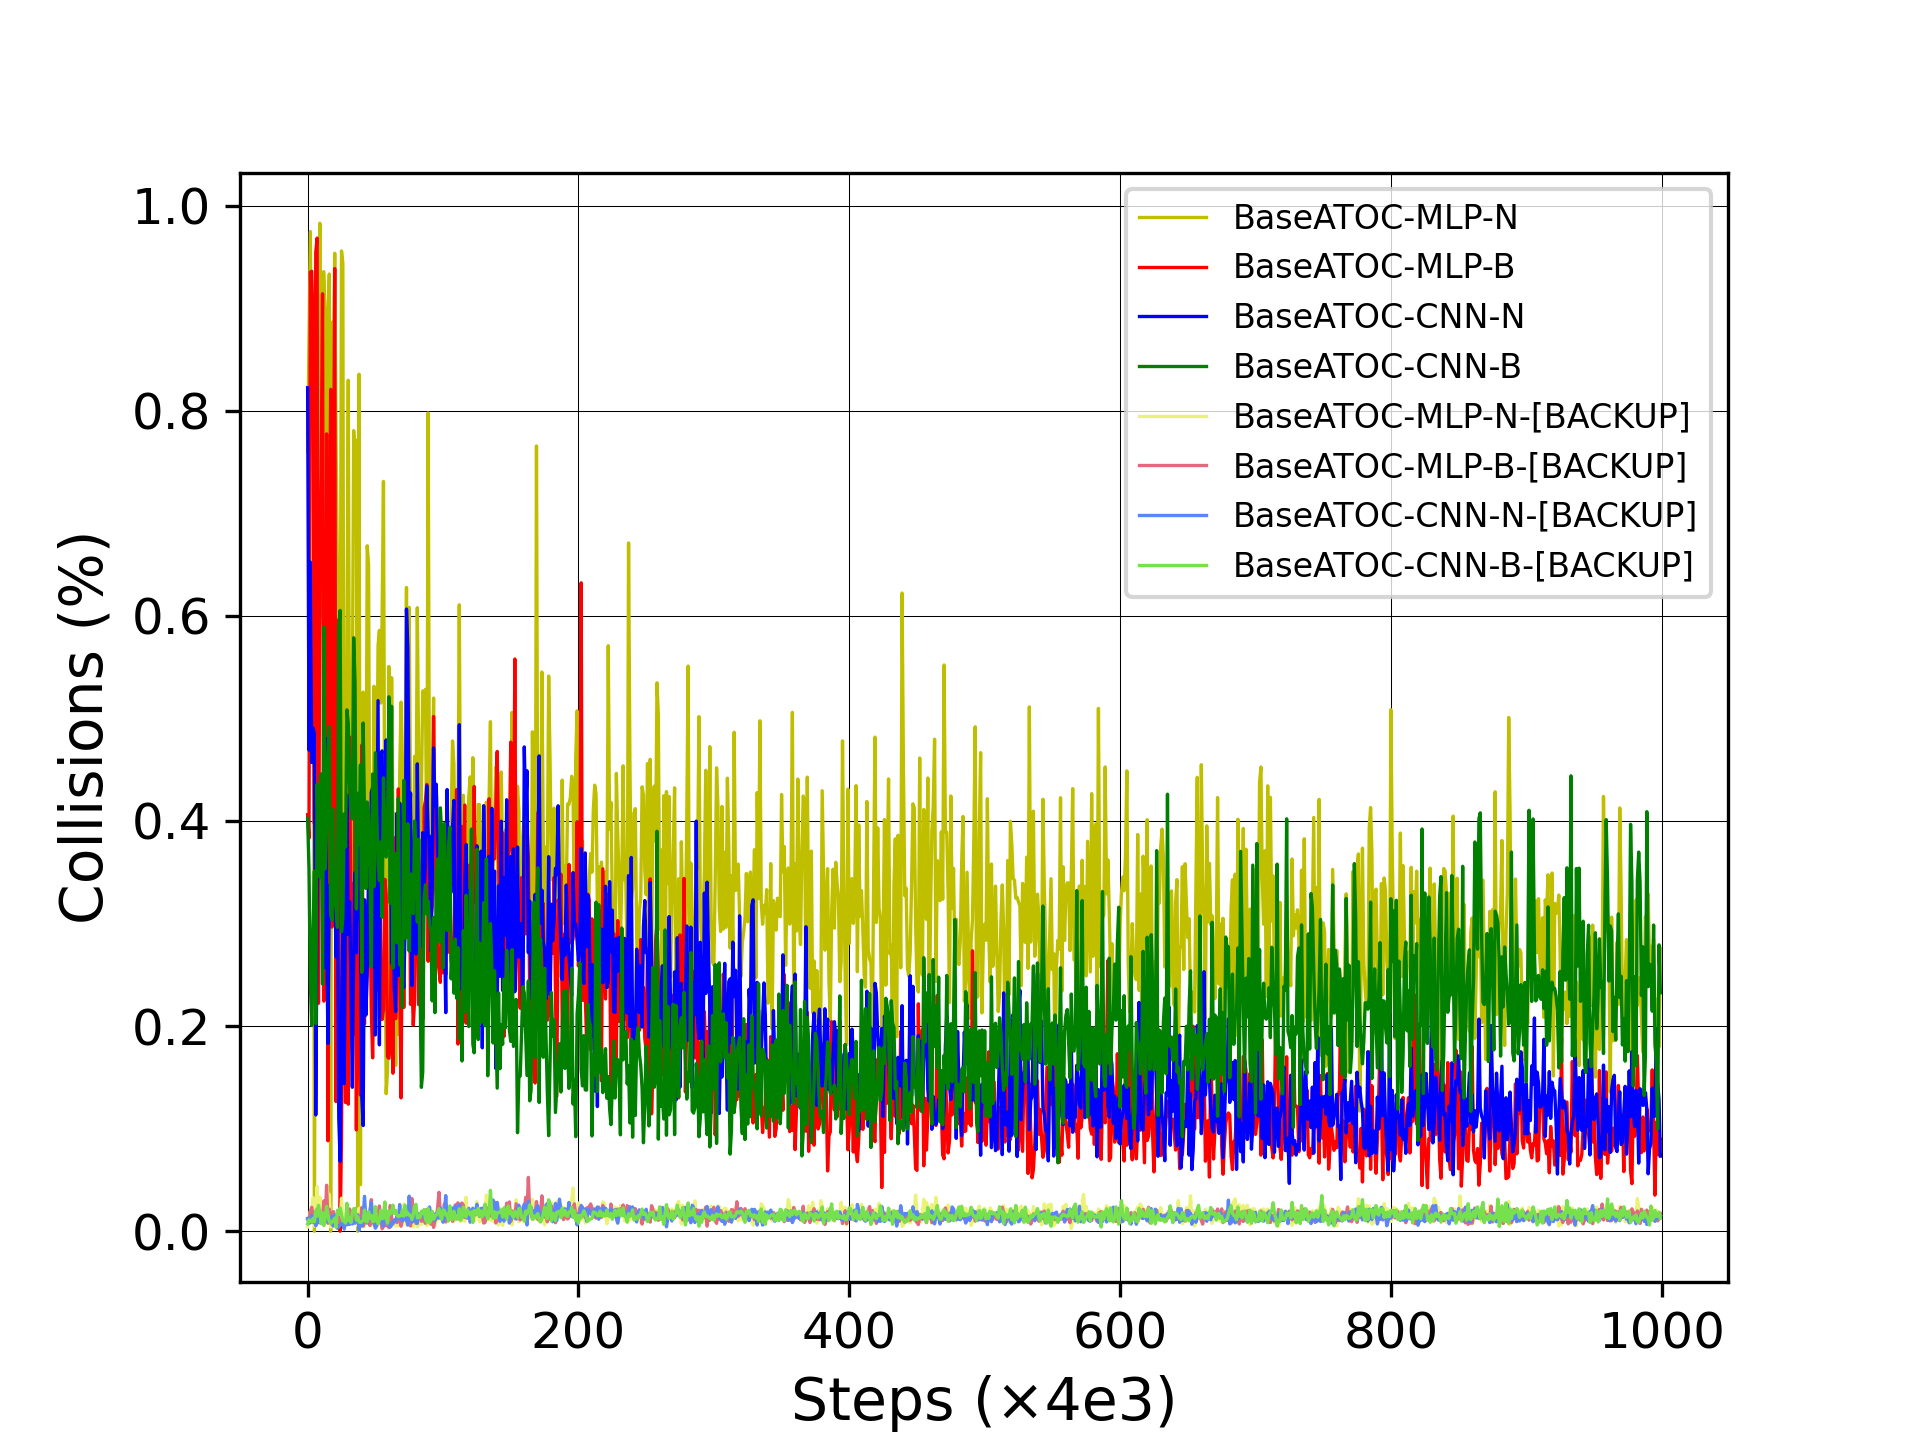 1.0
0.8
0.6
0.4
0.2
0.0
Collisions (%)
0 200 400 600 800 1000
Steps (×4e3)
BaseATOC-MLP-N
BaseATOC-MLP-B
BaseATOC-CNN-N
BaseATOC-CNN-B
BaseATOC-MLP-N-[BACKUP]
BaseATOC-MLP-B-[BACKUP]
BaseATOC-CNN-N-[BACKUP]
BaseATOC-CNN-B-[BACKUP]